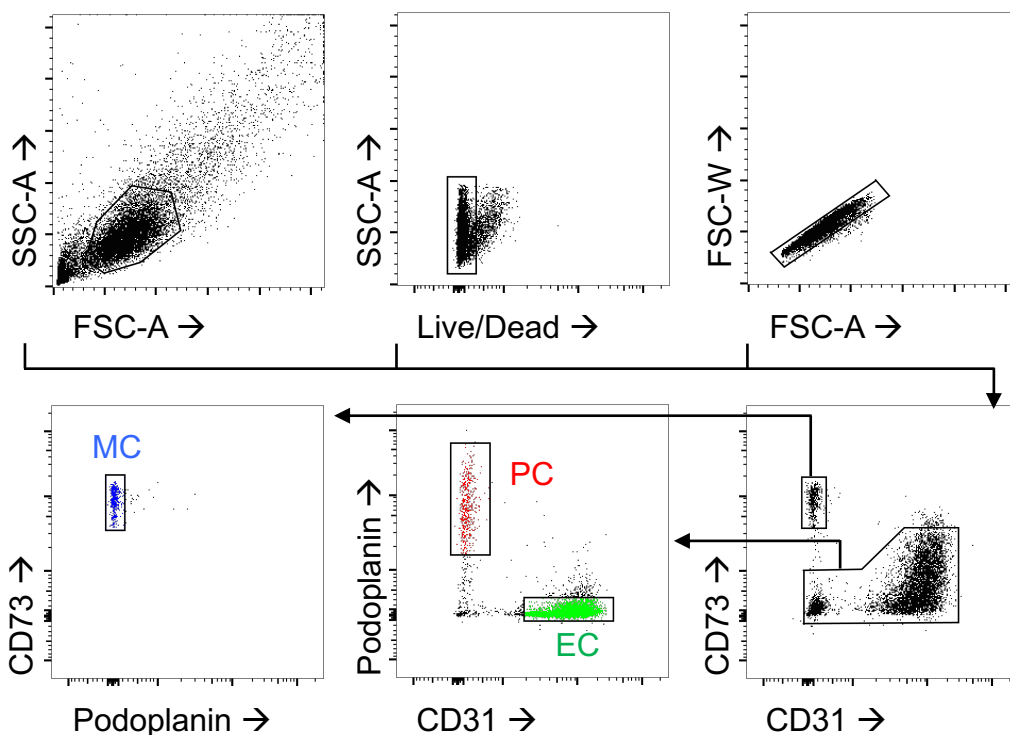 SSC-A →
FSC-A →
SSC-A →
Live/Dead →
FSC-W →
FSC-A →
CD73 →
MC
Podoplanin →
Podoplanin →
PC
EC
CD31 →
CD73 →
CD31 →